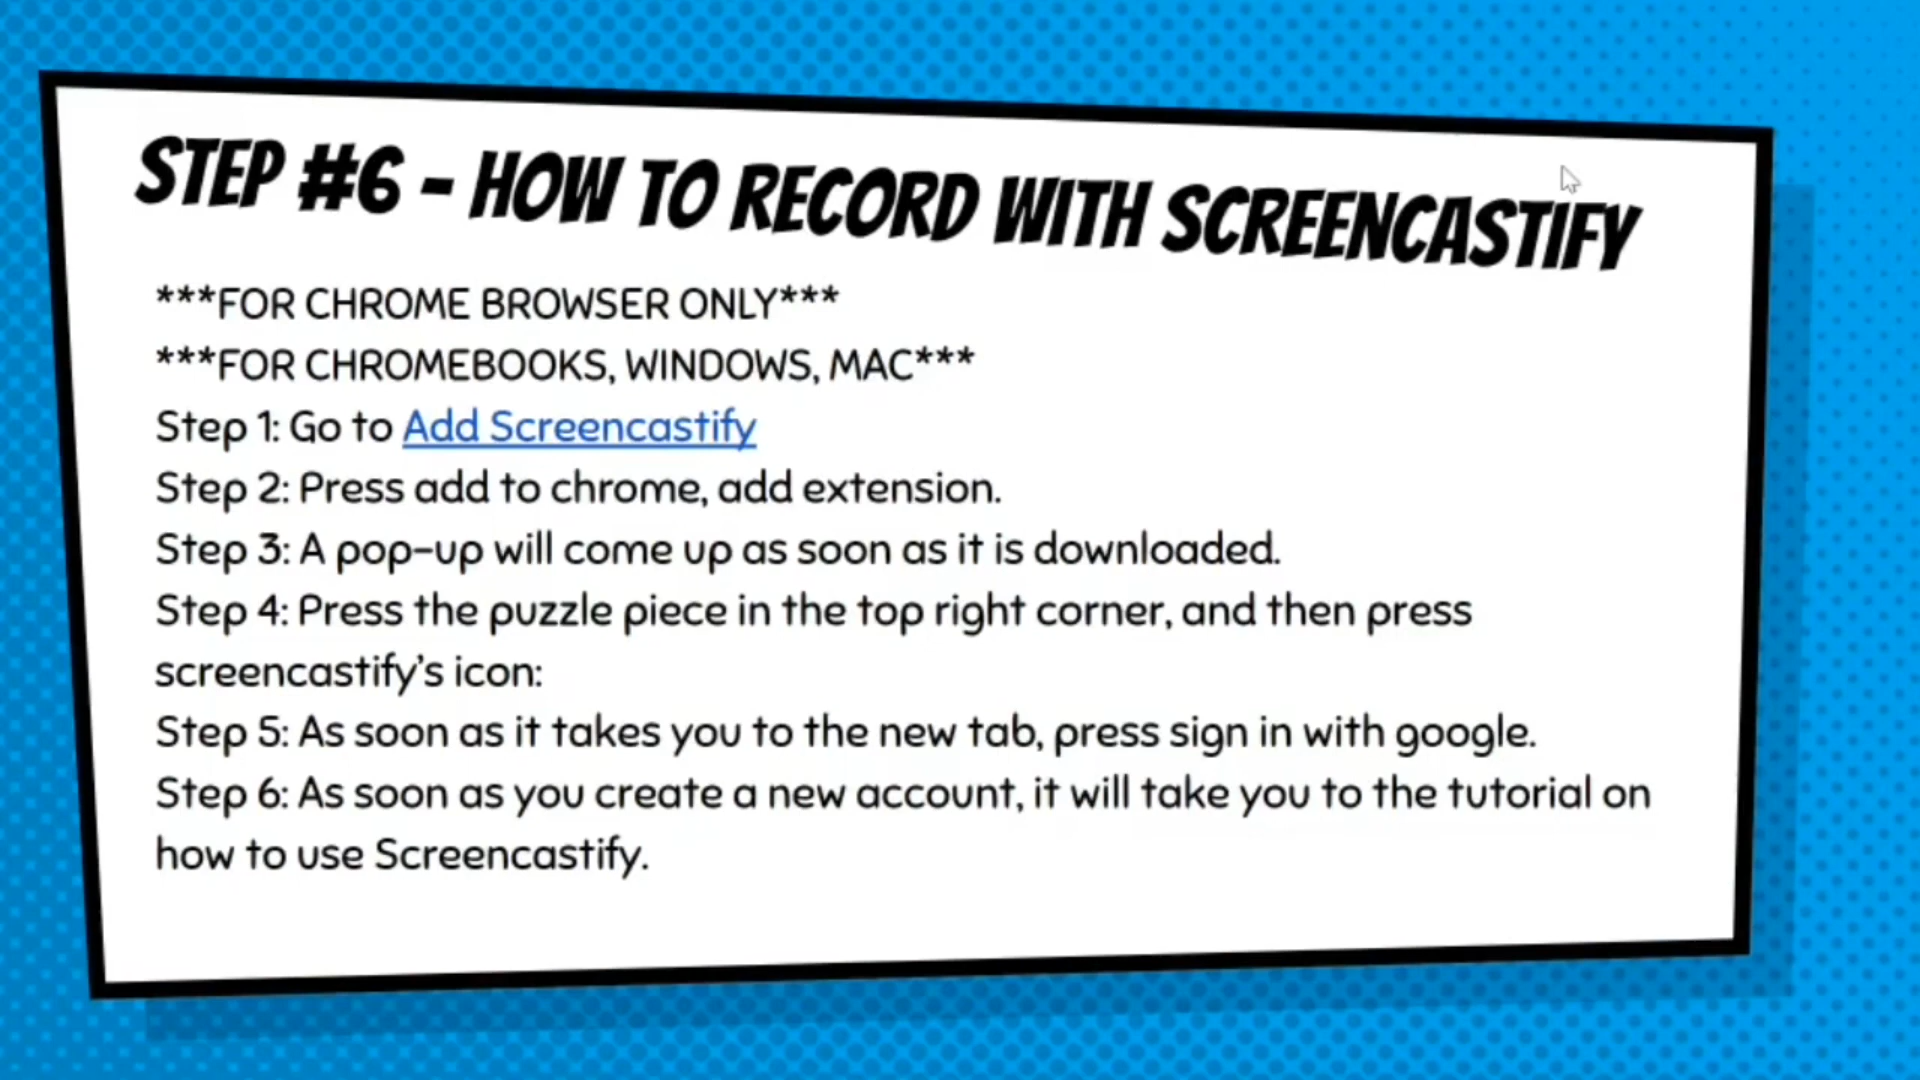 STEP #6 - HOW TO RECORD WITH SCREENCASTIFY
***FOR CHROME BROWSER ONLY***
***FOR CHROMEBOOKS, WINDOWS, MAC***
Step 1: Go to Add Screencastify
Step 2: Press add to chrome, add extension.
Step 3: A pop-up will come up as soon as it is downloaded.
Step 4: Press the puzzle piece in the top right corner, and then press
screencastify's icon:
Step 5: As soon as it takes you to the new tab, press sign in with google.
Step 6: As soon as you create a new account, it will take you to the tutorial on
how to use Screencastify.